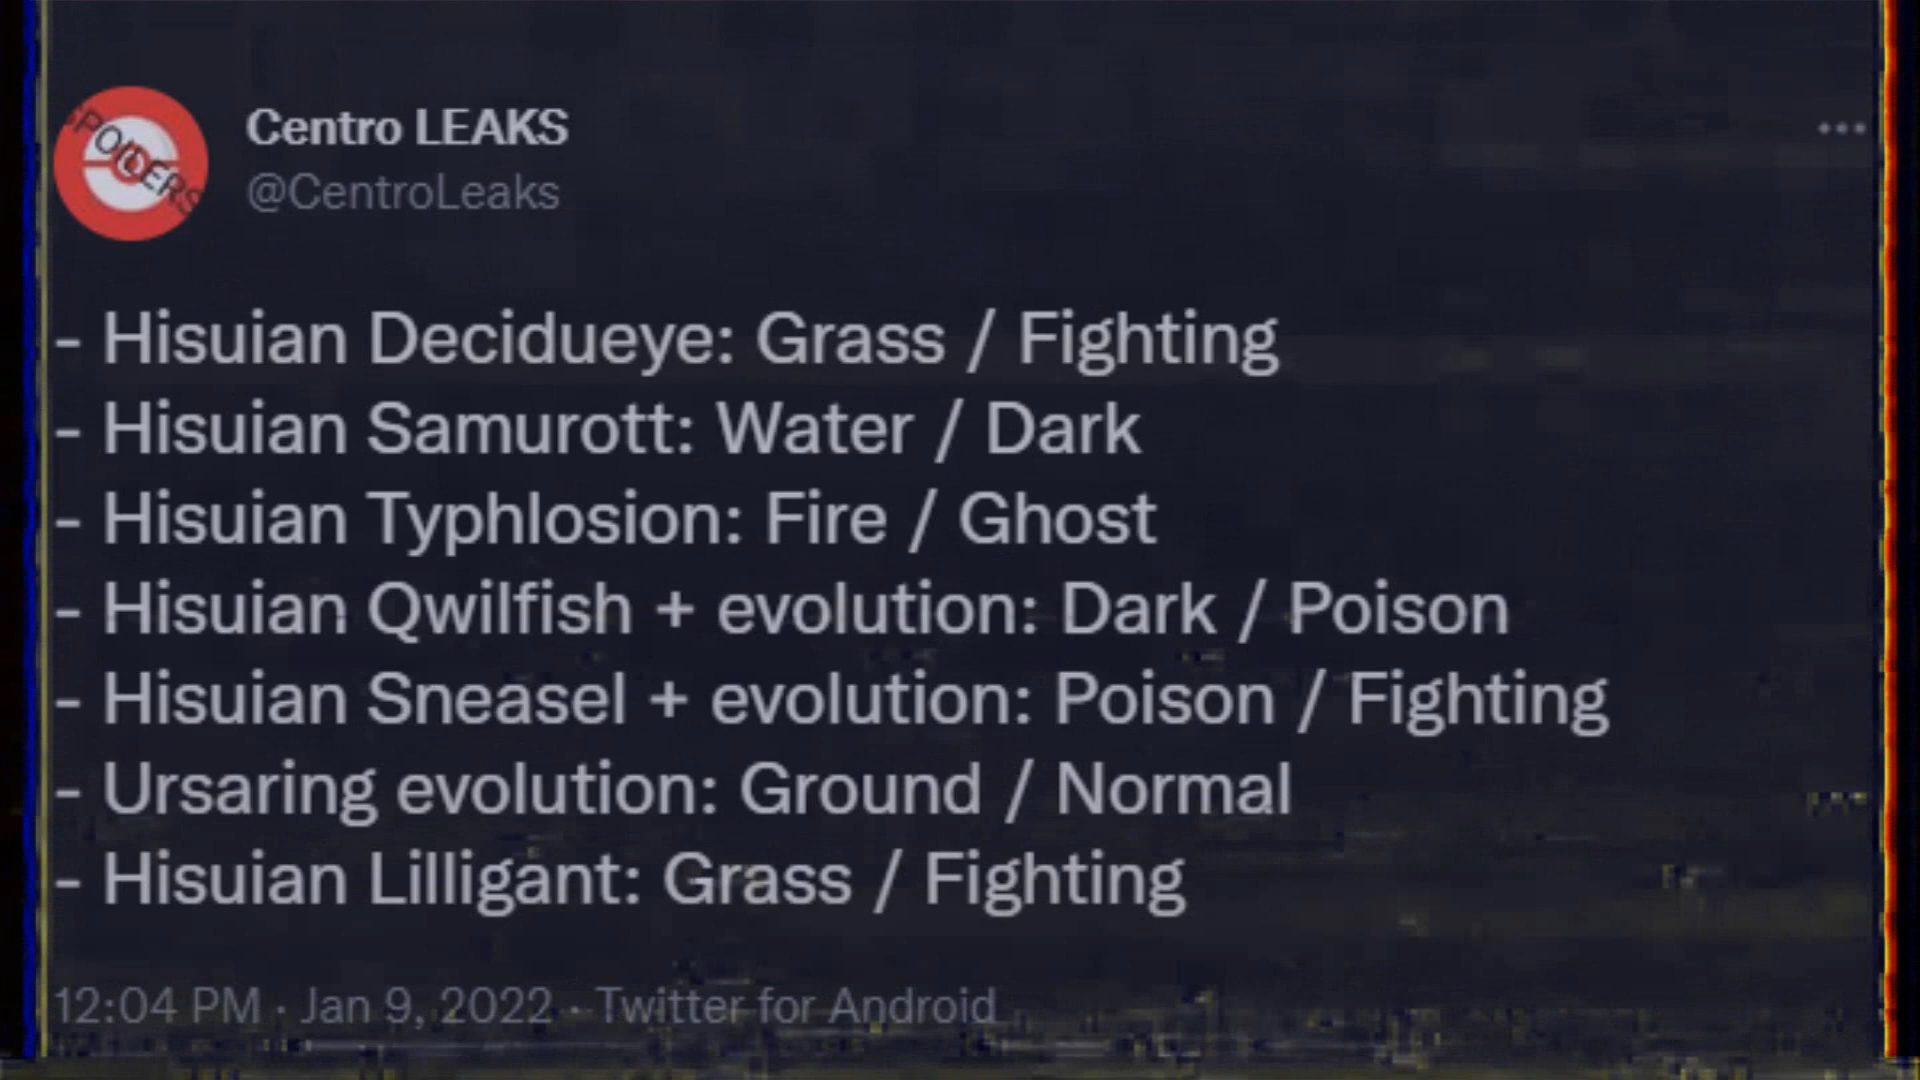 SPOILERS
Centro LEAKS
@CentroLeaks
- Hisuian Decidueye: Grass / Fighting
- Hisuian Samurott: Water / Dark
- Hisuian Typhlosion: Fire / Ghost
- Hisuian Qwilfish + evolution: Dark / Poison
- Hisuian Sneasel + evolution: Poison / Fighting
- Ursaring evolution: Ground / Normal
- Hisuian Lilligant: Grass / Fighting
12:04 PM · Jan 9, 2022 · Twitter for Android